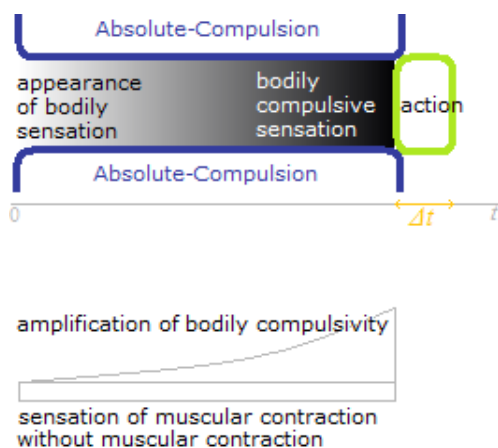 Absolute-Compulsion
appearance
of bodily
sensation
bodily
compulsive
sensation
action
Absolute-Compulsion
0
Δt
t
amplification of bodily compulsivity
sensation of muscular contraction
without muscular contraction